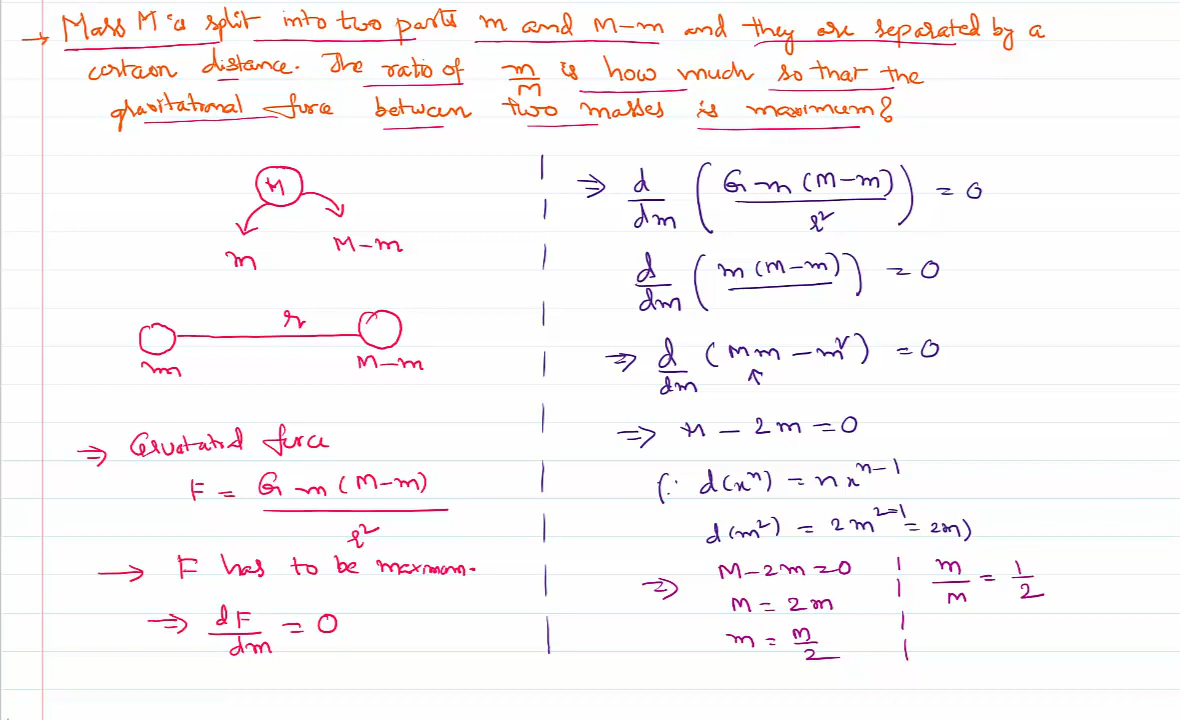 → Mass M is split into two parts m and M-m and they are separated by a
certain distance. The ratio of m/M is how much so that the
gravitational force between two masses is maximum?
M
m
M-m
r
m
M-m
⇒ force
F = G m (M-m) / r²
→ F has to be maximum.
⇒ dF/dm = 0
⇒ d/dm (G m (M-m) / r²) = 0
d/dm (m (M-m)) = 0
⇒ d/dm (Mm - m²) = 0
↑
⇒ M - 2m = 0
(∵ d(xⁿ) = n xⁿ⁻¹
d(m²) = 2m²⁻¹ = 2m)
⇒ M-2m=0
M = 2m
m = M/2
m/M = 1/2